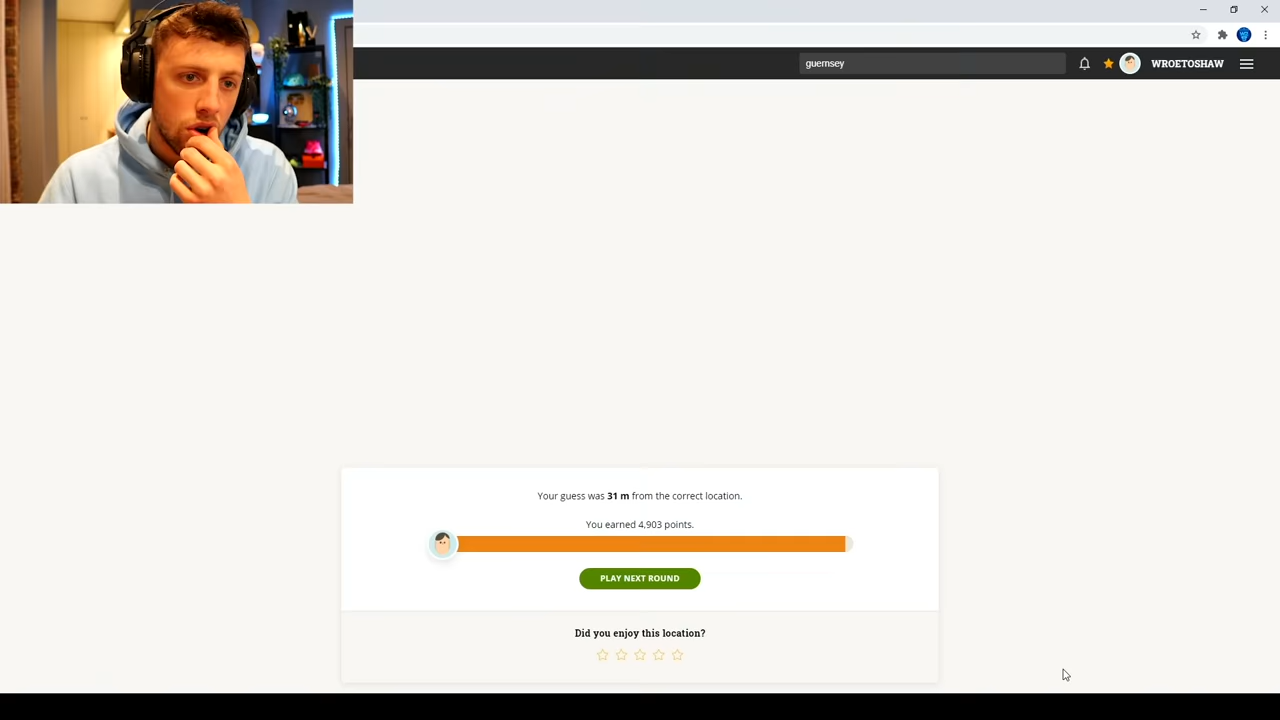 guernsey
WROETOSHAW
Your guess was 31 m from the correct location.
You earned 4,903 points.
PLAY NEXT ROUND
Did you enjoy this location?